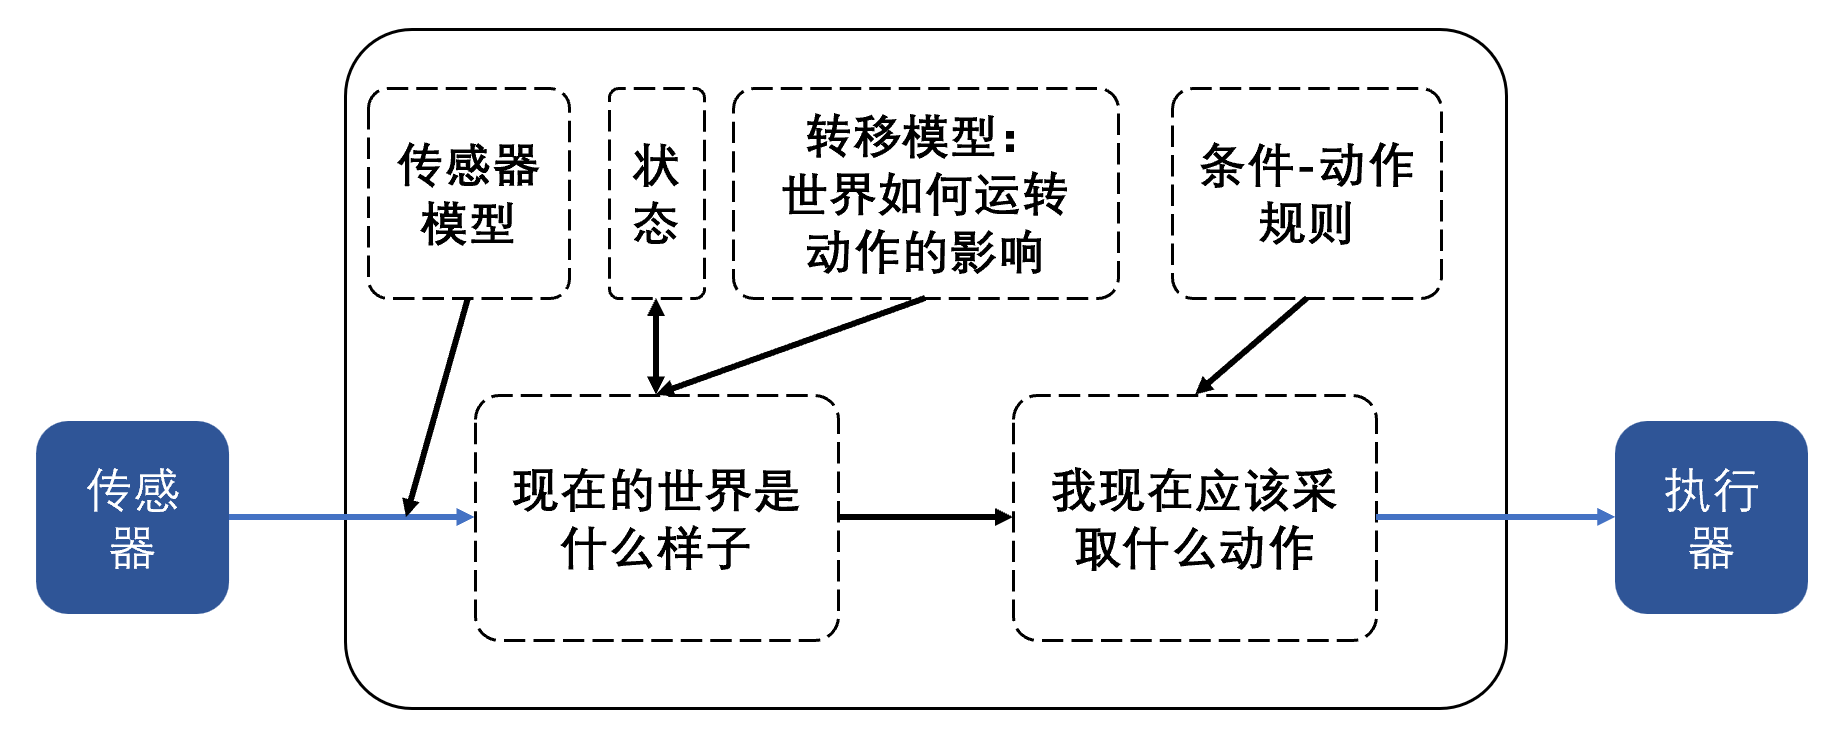 传感器
模型
状
态
转移模型：
世界如何运转
动作的影响
条件-动作
规则
传感
器
现在的世界是
什么样子
我现在应该采
取什么动作
执行
器